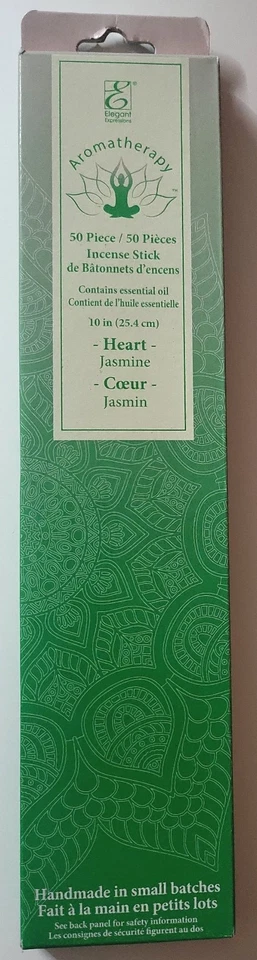 E®
Elegant
Expressions
Aromatherapy
™
50 Piece / 50 Pièces
Incense Stick
de Bâtonnets d'encens
Contains essential oil
Contient de l'huile essentielle
10 in (25.4 cm)
- Heart -
Jasmine
- Cœur -
Jasmin
Handmade in small batches
Fait à la main en petits lots
See back panel for safety information
Les consignes de sécurité figurent au dos